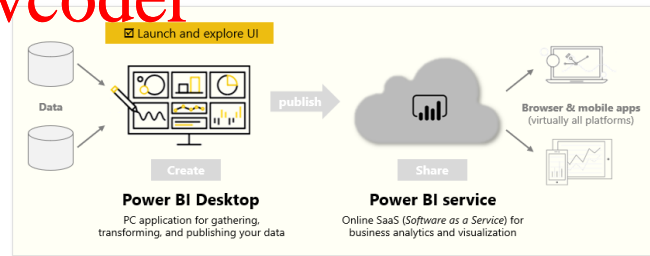 ☑ Launch and explore UI
Data
publish
Browser & mobile apps
(virtually all platforms)
Create
Share
Power BI Desktop
PC application for gathering,
transforming, and publishing your data
Power BI service
Online SaaS (Software as a Service) for
business analytics and visualization